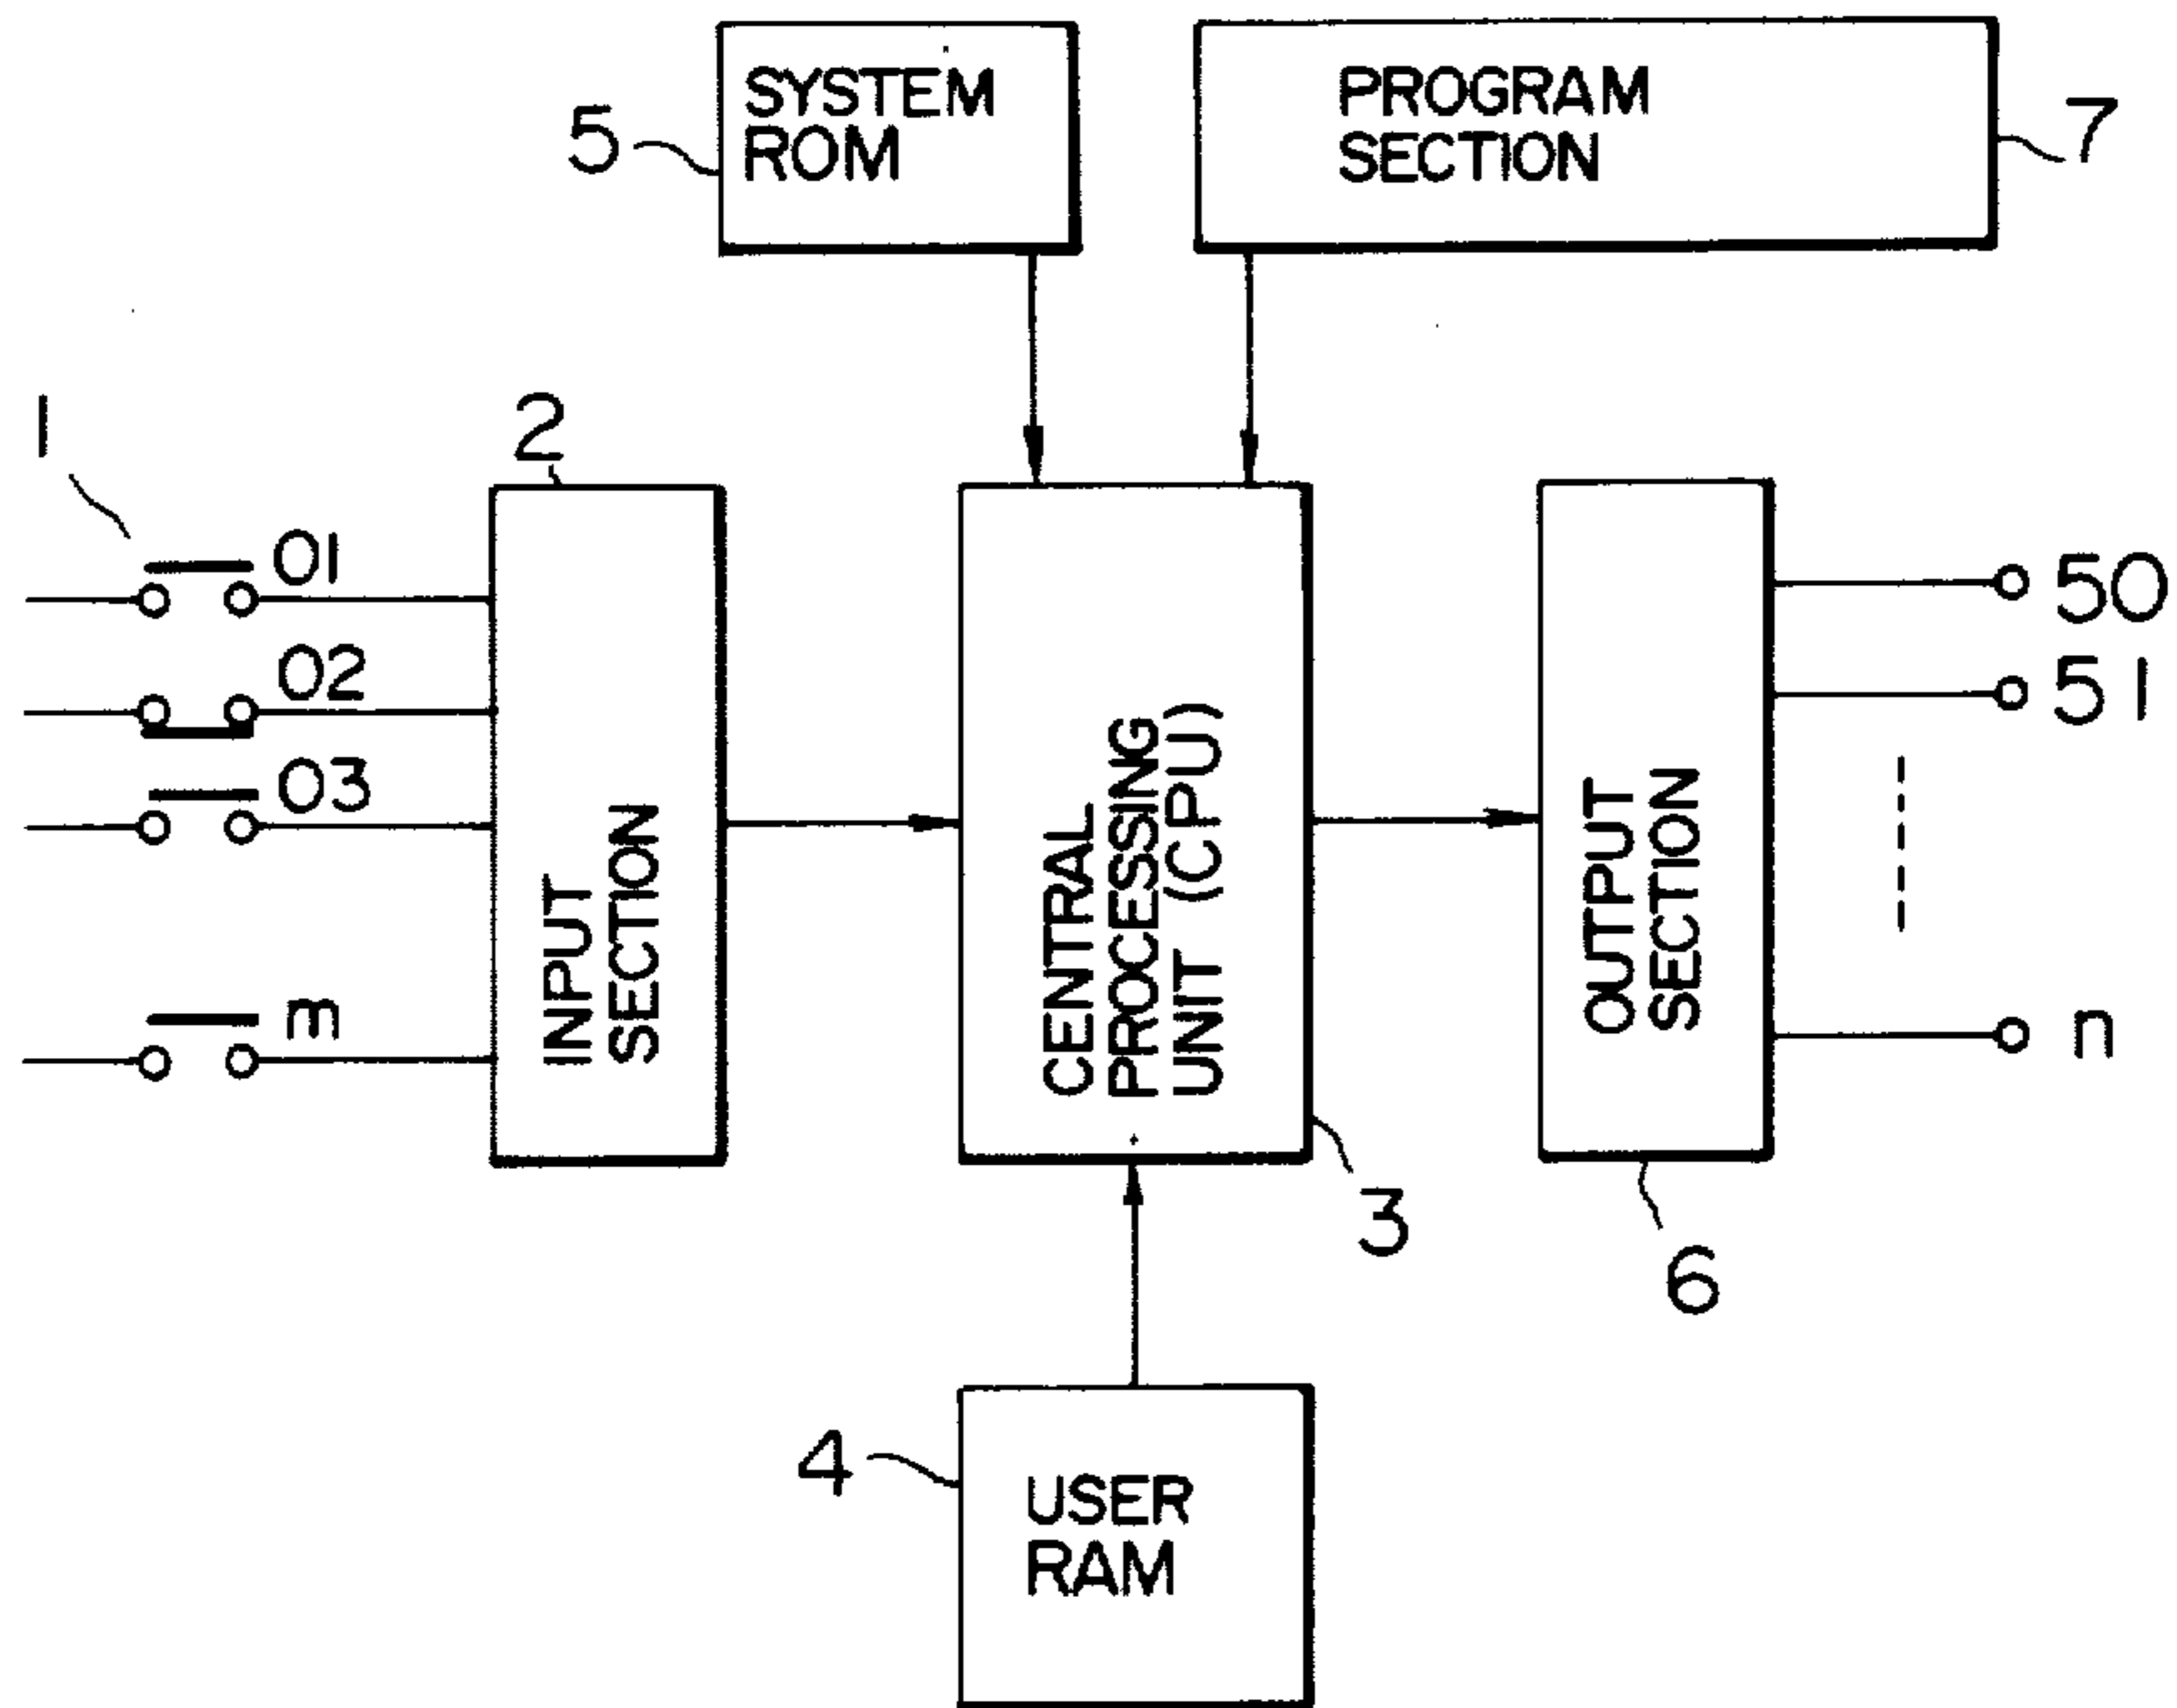 SYSTEM
ROM
5
PROGRAM
SECTION
7
1
2
01
02
03
m
INPUT
SECTION
CENTRAL
PROCESSING
UNIT (CPU)
3
OUTPUT
SECTION
6
50
51
n
4
USER
RAM